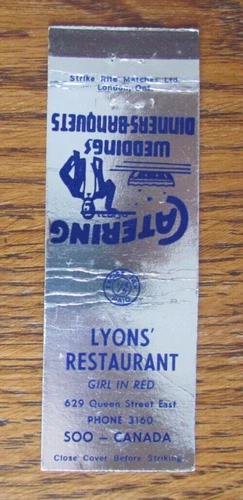 Strike Rite Matches Ltd.
London, Ont.
CATERING
WEDDINGS
DINNERS-BANQUETS
LYONS'
RESTAURANT
GIRL IN RED
629 Queen Street East
PHONE 3160
SOO — CANADA
Close Cover Before Striking